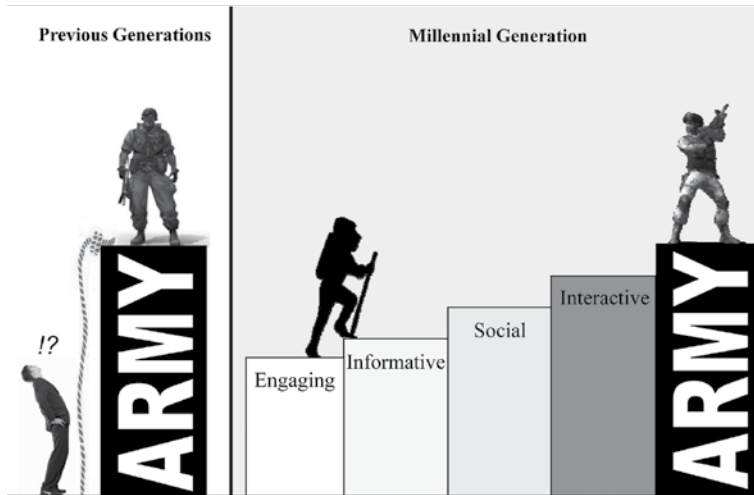 Previous Generations
Millennial Generation
!?
ARMY
Engaging
Informative
Social
Interactive
ARMY